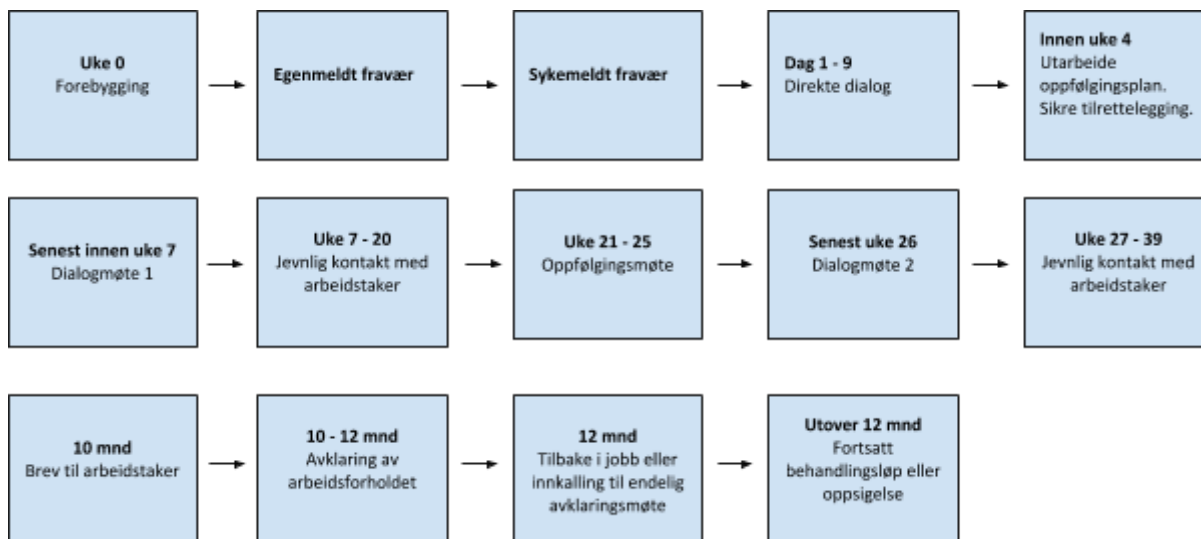 Uke 0
Forebygging
Egenmeldt fravær
Sykemeldt fravær
Dag 1 - 9
Direkte dialog
Innen uke 4
Utarbeide
oppfølgingsplan.
Sikre tilrettelegging.
Senest innen uke 7
Dialogmøte 1
Uke 7 - 20
Jevnlig kontakt med
arbeidstaker
Uke 21 - 25
Oppfølgingsmøte
Senest uke 26
Dialogmøte 2
Uke 27 - 39
Jevnlig kontakt med
arbeidstaker
10 mnd
Brev til arbeidstaker
10 - 12 mnd
Avklaring av
arbeidsforholdet
12 mnd
Tilbake i jobb eller
innkalling til endelig
avklaringsmøte
Utover 12 mnd
Fortsatt
behandlingsløp eller
oppsigelse